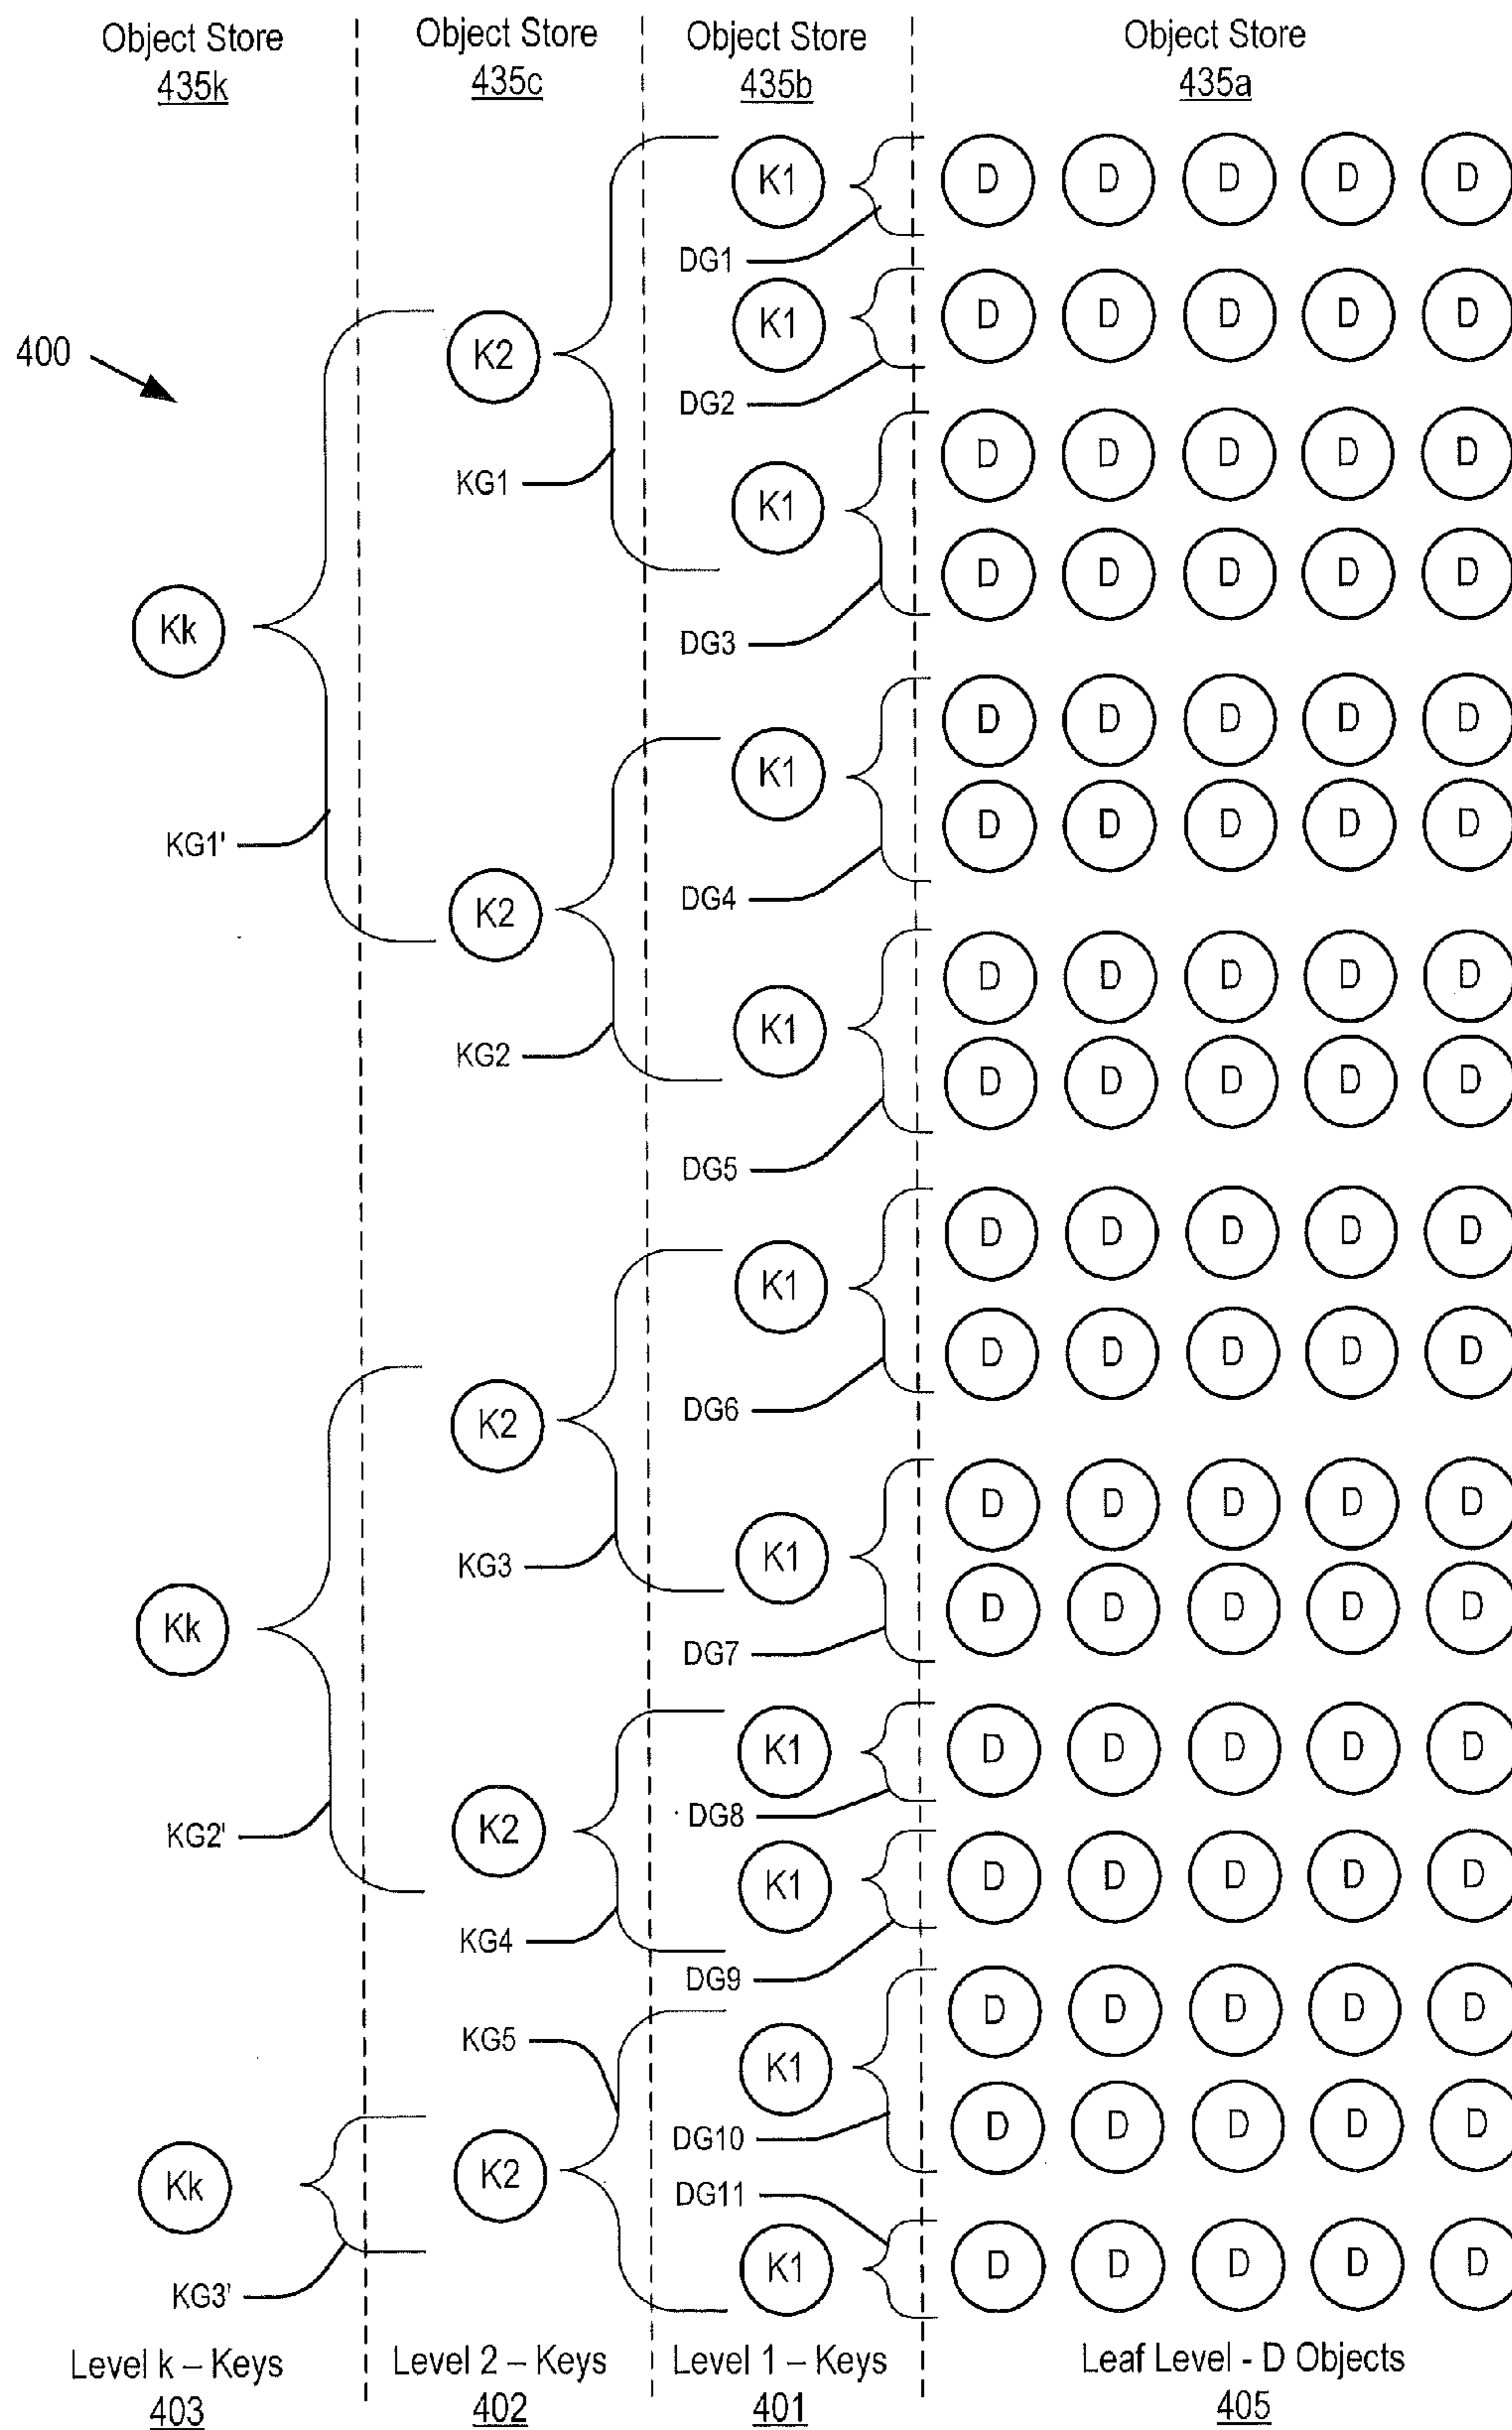 Object Store Object Store Object Store Object Store
435k 435c 435b 435a
K1 D D D D D
DG1
K1 D D D D D
400 K2
DG2
K1 D D D D D
KG1
D D D D D
Kk
DG3
K1 D D D D D
D D D D D
KG1'
K2 DG4
K1 D D D D D
KG2
D D D D D
DG5
K1 D D D D D
D D D D D
K2 DG6
K1 D D D D D
KG3
D D D D D
Kk
DG7
K1 D D D D D
KG2' K2 DG8
K1 D D D D D
KG4
DG9
K1 D D D D D
KG5
D D D D D
Kk K2 DG10
DG11
K1 D D D D D
KG3'
Level k – Keys Level 2 – Keys Level 1 – Keys Leaf Level - D Objects
403 402 401 405